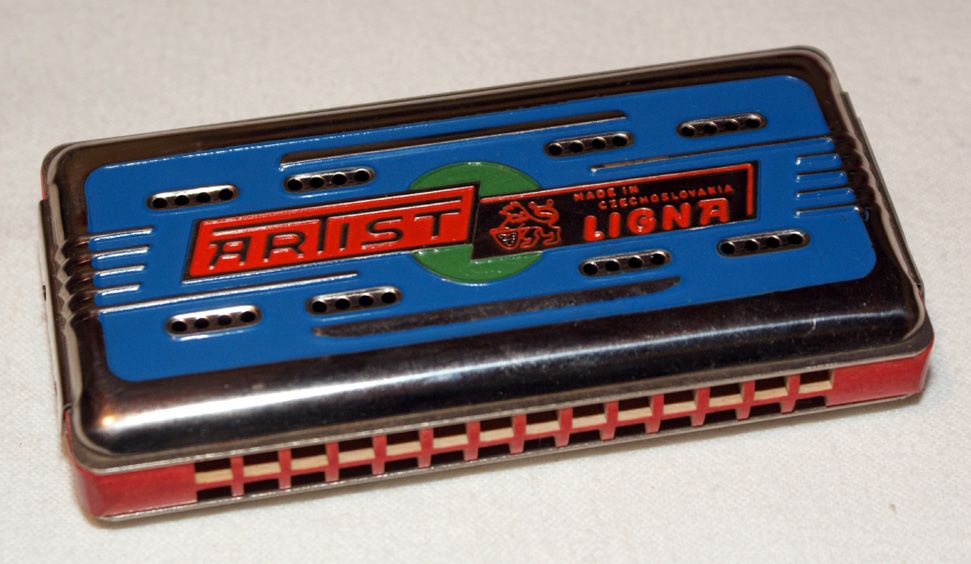 ARTIST
MADE IN
CZECHOSLOVAKIA
LIGNA